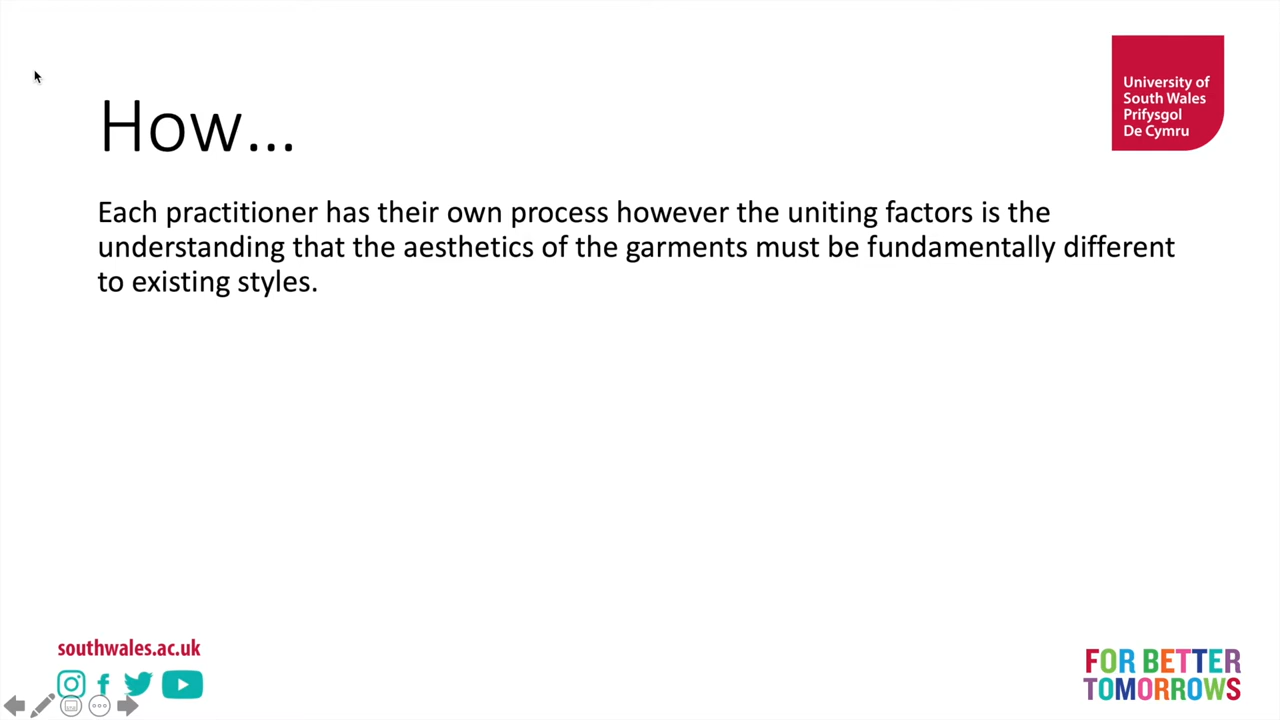 How...
University of
South Wales
Prifysgol
De Cymru
Each practitioner has their own process however the uniting factors is the
understanding that the aesthetics of the garments must be fundamentally different
to existing styles.
southwales.ac.uk
FOR BETTER
TOMORROWS